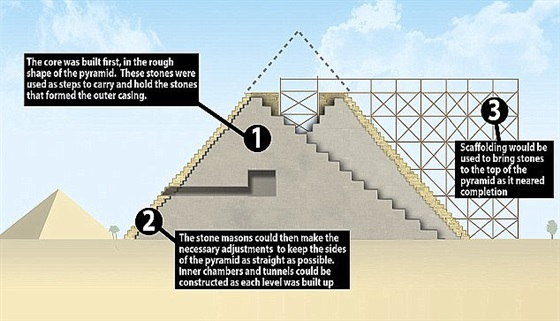 The core was built first, in the rough
shape of the pyramid. These stones were
used as steps to carry and hold the stones
that formed the outer casing.
1
2
The stone masons could then make the
necessary adjustments to keep the sides
of the pyramid as straight as possible.
Inner chambers and tunnels could be
constructed as each level was built up
3
Scaffolding would be
used to bring stones
to the top of the
pyramid as it neared
completion